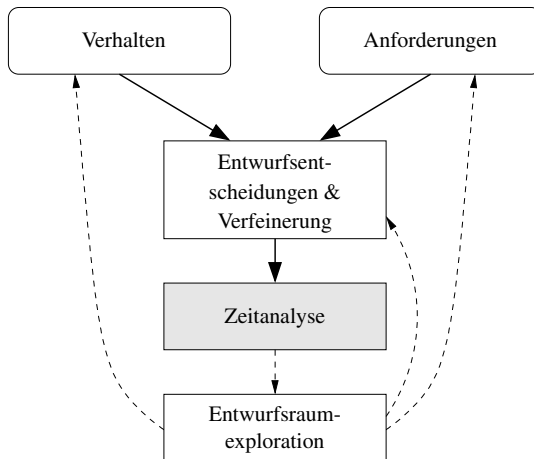 Verhalten
Anforderungen
Entwurfsent-
scheidungen &
Verfeinerung
Zeitanalyse
Entwurfsraum-
exploration